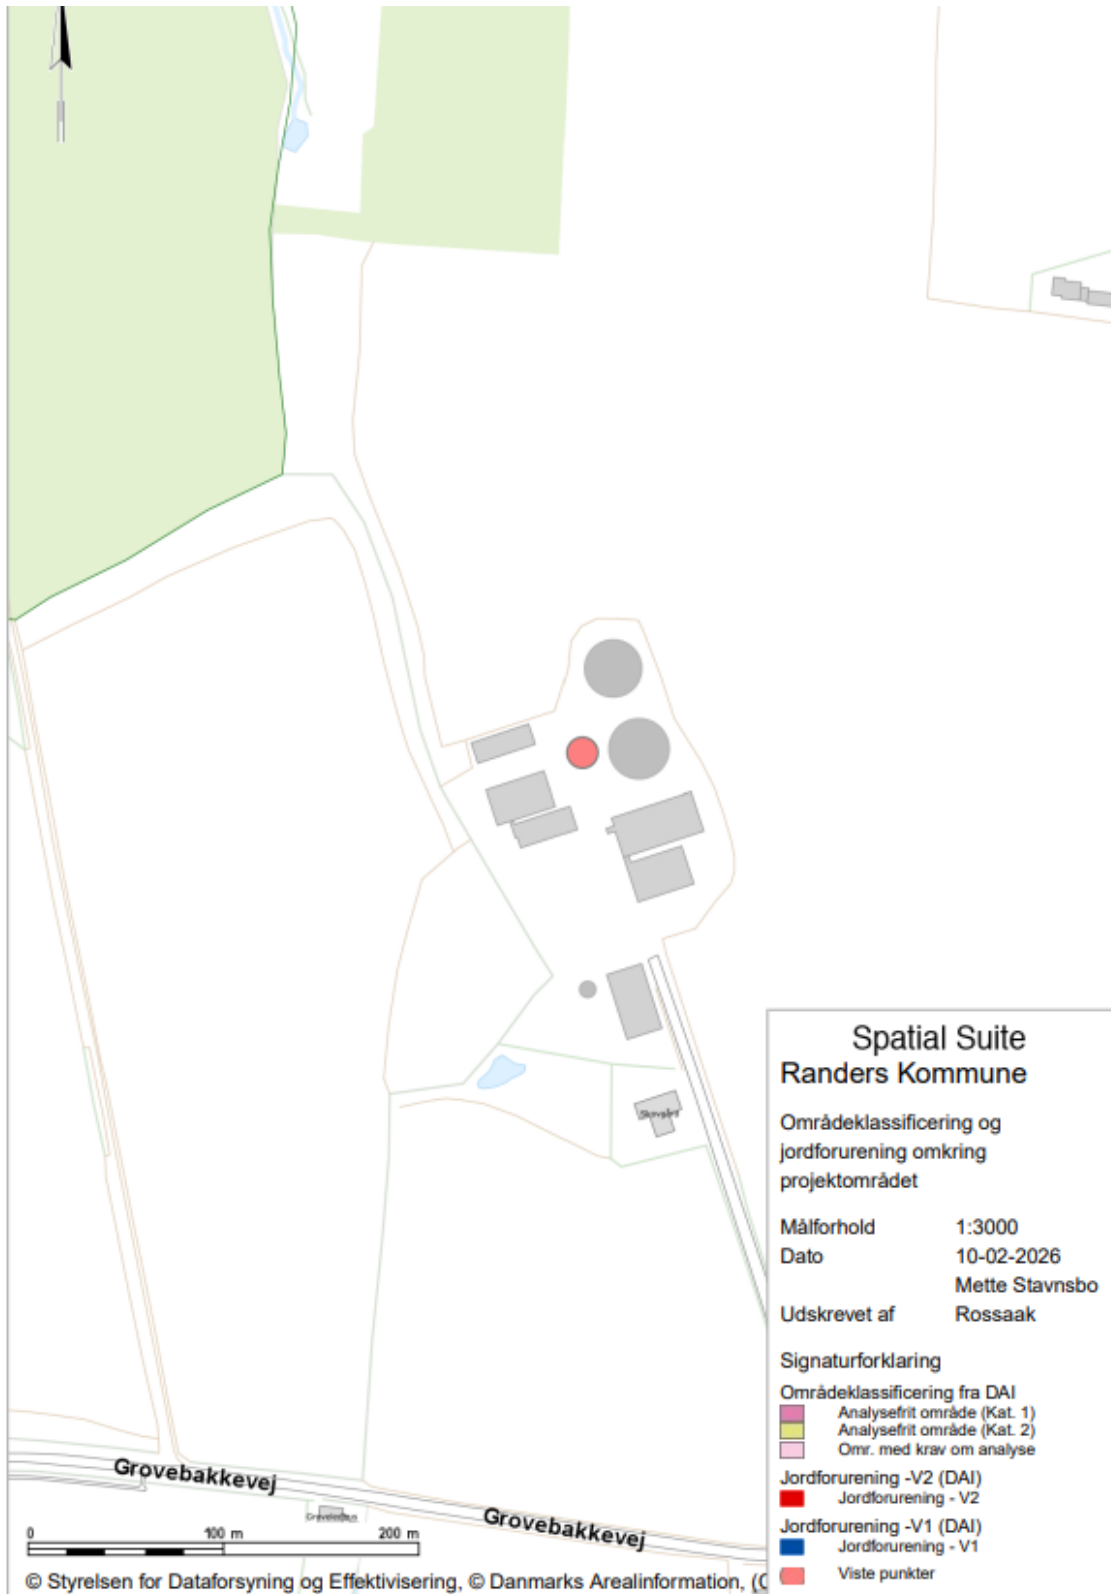 Skovgård
Spatial Suite
Randers Kommune
Områdeklassificering og
jordforurening omkring
projektområdet
Målforhold 1:3000
Dato 10-02-2026
Mette Stavnsbo
Udskrevet af Rossaak
Signaturforklaring
Områdeklassificering fra DAI
Analysefrit område (Kat. 1)
Analysefrit område (Kat. 2)
Omr. med krav om analyse
Jordforurening -V2 (DAI)
Jordforurening - V2
Jordforurening -V1 (DAI)
Jordforurening - V1
Viste punkter
Grovebakkevej
Grovebakkevej
0 100 m 200 m
© Styrelsen for Dataforsyning og Effektivisering, © Danmarks Arealinformation, (